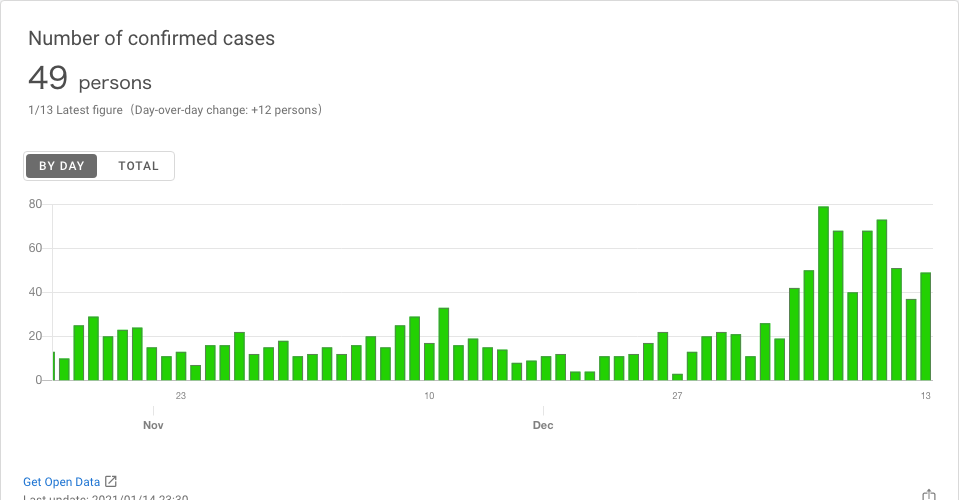 Number of confirmed cases
49 persons
1/13 Latest figure（Day-over-day change: +12 persons）
BY DAY TOTAL
80
60
40
20
0
23 10 27 13
Nov Dec
Get Open Data
Last update: 2021/01/14 23:30